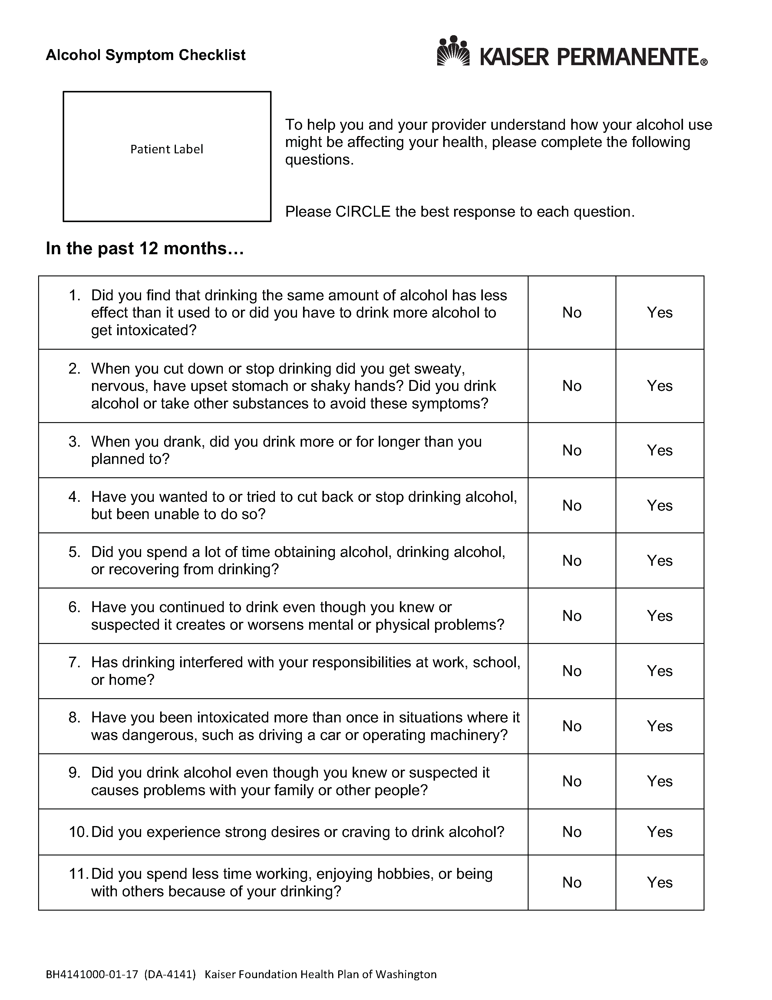 Alcohol Symptom Checklist
KAISER PERMANENTE®
Patient Label
To help you and your provider understand how your alcohol use
might be affecting your health, please complete the following
questions.
Please CIRCLE the best response to each question.
In the past 12 months…
1. Did you find that drinking the same amount of alcohol has less
effect than it used to or did you have to drink more alcohol to
get intoxicated?
No Yes
2. When you cut down or stop drinking did you get sweaty,
nervous, have upset stomach or shaky hands? Did you drink
alcohol or take other substances to avoid these symptoms?
No Yes
3. When you drank, did you drink more or for longer than you
planned to?
No Yes
4. Have you wanted to or tried to cut back or stop drinking alcohol,
but been unable to do so?
No Yes
5. Did you spend a lot of time obtaining alcohol, drinking alcohol,
or recovering from drinking?
No Yes
6. Have you continued to drink even though you knew or
suspected it creates or worsens mental or physical problems?
No Yes
7. Has drinking interfered with your responsibilities at work, school,
or home?
No Yes
8. Have you been intoxicated more than once in situations where it
was dangerous, such as driving a car or operating machinery?
No Yes
9. Did you drink alcohol even though you knew or suspected it
causes problems with your family or other people?
No Yes
10. Did you experience strong desires or craving to drink alcohol?
No Yes
11. Did you spend less time working, enjoying hobbies, or being
with others because of your drinking?
No Yes
BH4141000-01-17 (DA-4141) Kaiser Foundation Health Plan of Washington